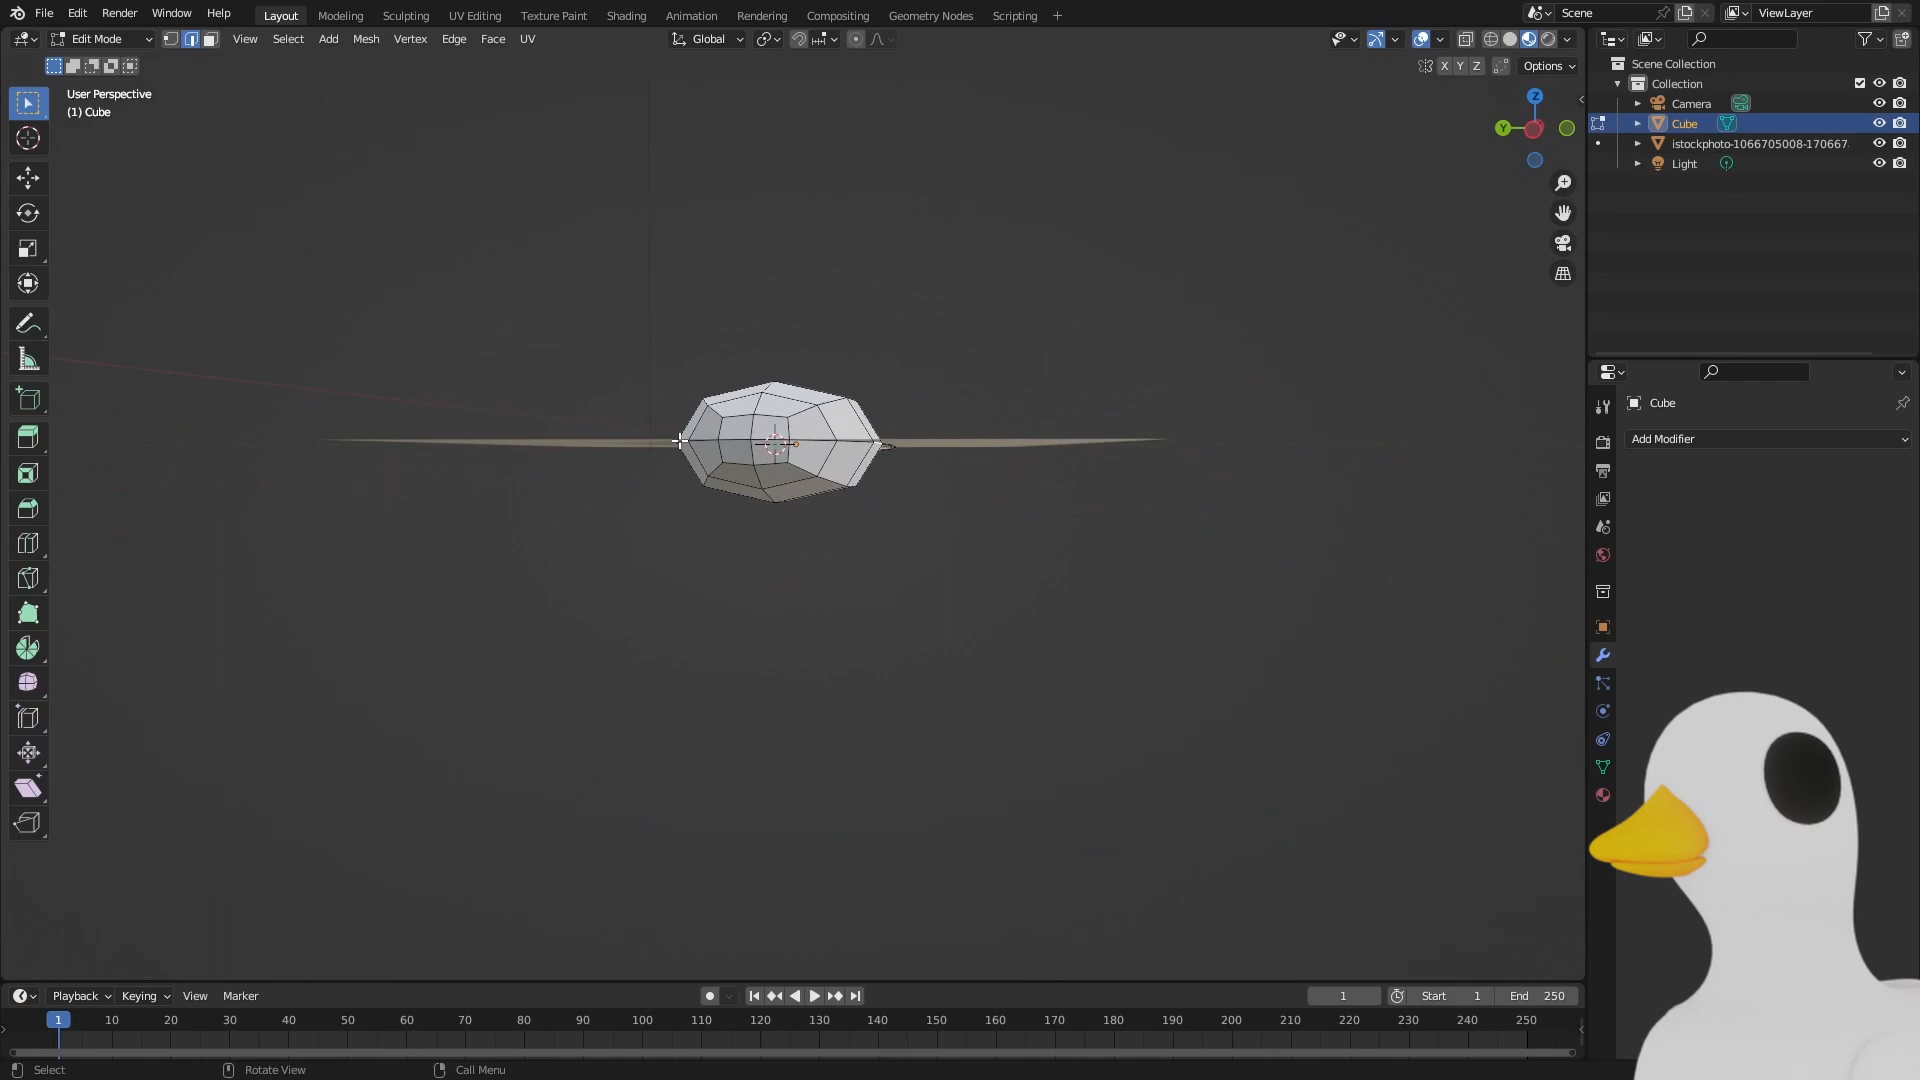 File Edit Render Window Help Layout Modeling Sculpting UV Editing Texture Paint Shading Animation Rendering Compositing Geometry Nodes Scripting + Scene ViewLayer
Edit Mode View Select Add Mesh Vertex Edge Face UV Global
X Y Z Options
User Perspective
(1) Cube
Z
Y
Scene Collection
Collection
Camera
Cube
istockphoto-1066705008-170667
Light
Cube
Add Modifier
Playback Keying View Marker 1 Start 1 End 250
1 10 20 30 40 50 60 70 80 90 100 110 120 130 140 150 160 170 180 190 200 210 220 230 240 250
Select Rotate View Call Menu